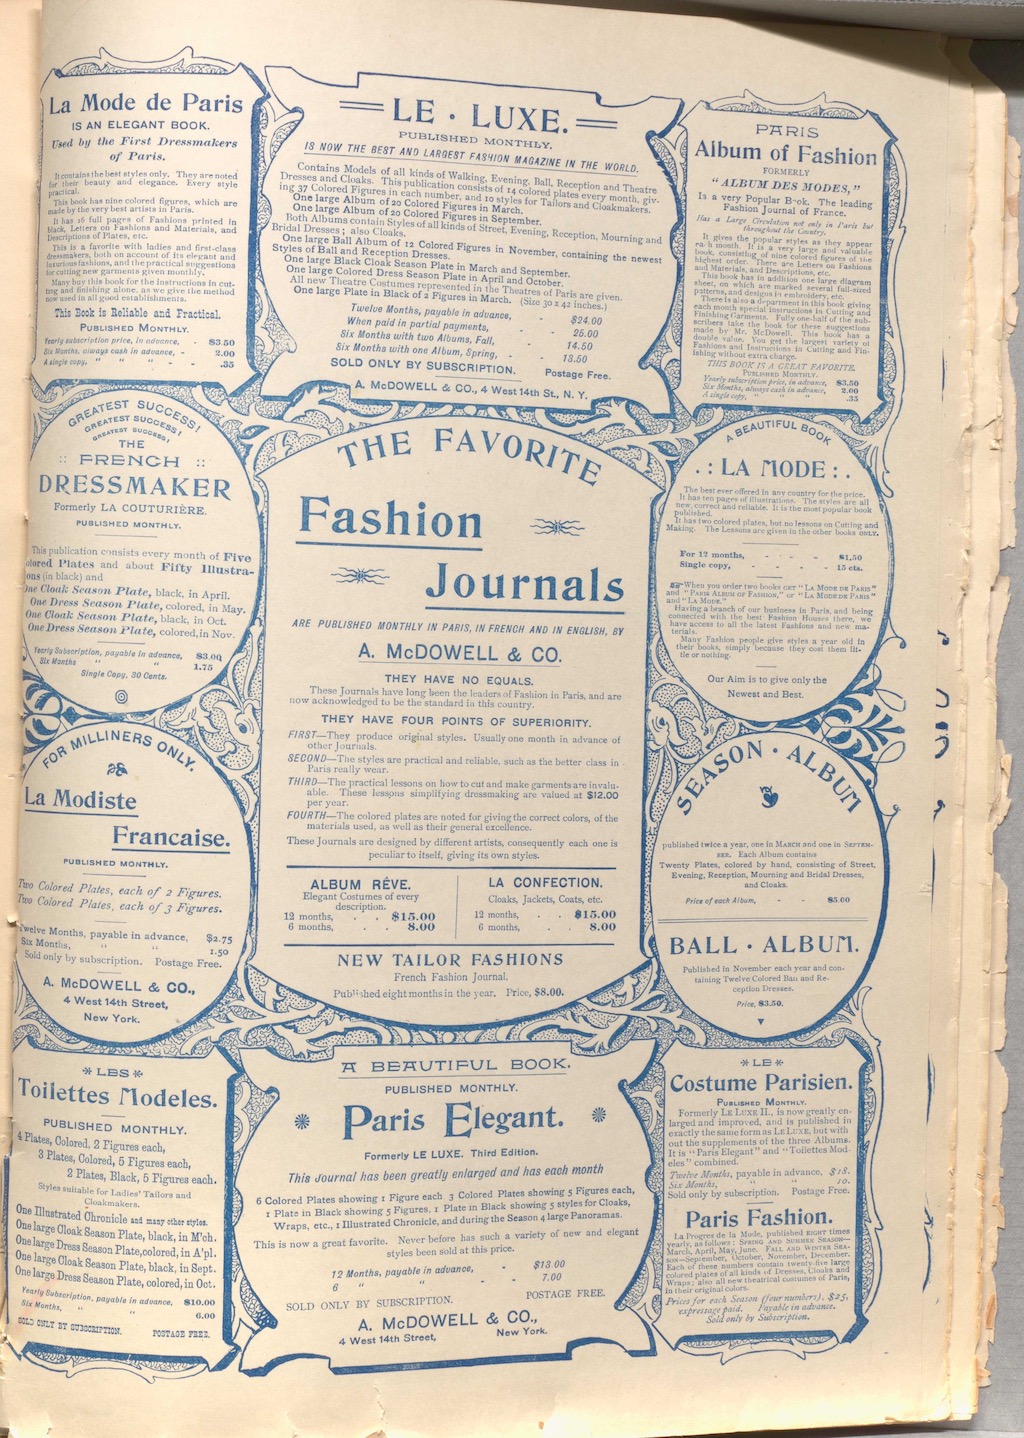 La Mode de Paris
IS AN ELEGANT BOOK.
Used by the First Dressmakers
of Paris.
It contains the best styles only. They are noted
for their beauty and elegance. Every style
practical.
This book has nine colored figures, which are
made by the very best artists in Paris.
It has 16 full pages of Fashions printed in
black, Letters on Fashions and Materials, and
Descriptions of Plates, etc.
This is a favorite with ladies and first-class
dressmakers, both on account of its elegant and
luxurious fashions, and the practical suggestions
for cutting new garments given monthly.
Many buy this book for the instructions in cut-
ting and finishing alone, as we give the method
now used in all good establishments.
This Book is Reliable and Practical.
PUBLISHED MONTHLY.
Yearly subscription price, in advance, - $3.50
Six Months, always cash in advance, - 2.00
A single copy, " " - - .35
LE · LUXE.
PUBLISHED MONTHLY.
IS NOW THE BEST AND LARGEST FASHION MAGAZINE IN THE WORLD.
Contains Models of all kinds of Walking, Evening, Ball, Reception and Theatre
Dresses and Cloaks. This publication consists of 14 colored plates every month, giv-
ing 37 Colored Figures in each number, and 10 styles for Tailors and Cloakmakers.
One large Album of 20 Colored Figures in March.
One large Album of 20 Colored Figures in September.
Both Albums Contain Styles of all kinds of Street, Evening, Reception, Mourning and
Bridal Dresses; also Cloaks.
One large Ball Album of 12 Colored Figures in November, containing the newest
Styles of Ball and Reception Dresses.
One large Black Cloak Season Plate in March and September.
One large Colored Dress Season Plate in April and October.
All new Theatre Costumes represented in the Theatres of Paris are given.
One large Plate in Black of 2 Figures in March. (Size 30 x 42 inches.)
Twelve Months, payable in advance, - $24.00
When paid in partial payments, - - 25.00
Six Months with two Albums, Fall, - - 14.50
Six Months with one Album, Spring, - - 13.50
SOLD ONLY BY SUBSCRIPTION. Postage Free.
A. McDOWELL & CO., 4 West 14th St., N. Y.
PARIS
Album of Fashion
FORMERLY
"ALBUM DES MODES,"
Is a very Popular Book. The leading
Fashion Journal of France.
Has a Large Circulation not only in Paris but
throughout the Country.
It gives the popular styles as they appear
each month. It is a very large and valuable
book, consisting of nine colored figures of the
highest order. There are Letters on Fashions
and Materials, and Descriptions, etc.
This book has in addition one large diagram
sheet, on which are marked several full-sized
patterns, and designs in embroidery, etc.
There is also a department in this book giving
each month special instructions in Cutting and
Finishing Garments. Fully one-half of the sub-
scribers take the book for these suggestions
made by Mr. McDowell. This book has a
double value. You get the largest variety of
Fashions and Instructions in Cutting and Fin-
ishing without extra charge.
THIS BOOK IS A GREAT FAVORITE.
PUBLISHED MONTHLY.
Yearly subscription price, in advance, $3.50
Six Months, always cash in advance, 2.00
A single copy, " " " .35
GREATEST SUCCESS!
GREATEST SUCCESS!
GREATEST SUCCESS!
THE
:: FRENCH ::
DRESSMAKER
Formerly LA COUTURIÈRE.
PUBLISHED MONTHLY.
This publication consists every month of Five
olored Plates and about Fifty Illustra-
ons (in black) and
One Cloak Season Plate, black, in April.
One Dress Season Plate, colored, in May.
One Cloak Season Plate, black, in Oct.
One Dress Season Plate, colored, in Nov.
Yearly Subscription, payable in advance, $3.00
Six Months " " 1.75
Single Copy, 30 Cents.
THE FAVORITE
Fashion
Journals
ARE PUBLISHED MONTHLY IN PARIS, IN FRENCH AND IN ENGLISH, BY
A. McDOWELL & CO.
THEY HAVE NO EQUALS.
These Journals have long been the leaders of Fashion in Paris, and are
now acknowledged to be the standard in this country.
THEY HAVE FOUR POINTS OF SUPERIORITY.
FIRST—They produce original styles. Usually one month in advance of
other Journals.
SECOND—The styles are practical and reliable, such as the better class in
Paris really wear.
THIRD—The practical lessons on how to cut and make garments are invalu-
able. These lessons simplifying dressmaking are valued at $12.00
per year.
FOURTH—The colored plates are noted for giving the correct colors, of the
materials used, as well as their general excellence.
These Journals are designed by different artists, consequently each one is
peculiar to itself, giving its own styles.
ALBUM RÊVE.
Elegant Costumes of every
description.
12 months, . . $15.00
6 months, . . 8.00
LA CONFECTION.
Cloaks, Jackets, Coats, etc.
12 months, . . $15.00
6 months, . . 8.00
NEW TAILOR FASHIONS
French Fashion Journal.
Published eight months in the year. Price, $8.00.
A BEAUTIFUL BOOK
.: LA MODE :.
The best ever offered in any country for the price.
It has ten pages of illustrations. The styles are all
new, correct and reliable. It is the most popular book
published.
It has two colored plates, but no lessons on Cutting and
Making. The Lessons are given in the other books ONLY.
For 12 months, - - - $1.50
Single copy, - - - 15 cts.
When you order two books GET "LA MODE DE PARIS"
and "PARIS ALBUM OF FASHION," or "LA MODE DE PARIS"
and "LA MODE."
Having a branch of our business in Paris, and being
connected with the best Fashion Houses there, we
have access to all the latest Fashions and new ma-
terials.
Many Fashion people give styles a year old in
their books, simply because they cost them lit-
tle or nothing.
Our Aim is to give only the
Newest and Best.
FOR MILLINERS ONLY.
La Modiste
Francaise.
PUBLISHED MONTHLY.
Two Colored Plates, each of 2 Figures.
Two Colored Plates, each of 3 Figures.
Twelve Months, payable in advance, $2.75
Six Months, " " 1.50
Sold only by subscription. Postage Free.
A. McDOWELL & CO.,
4 West 14th Street,
New York.
SEASON · ALBUM
published twice a year, one in MARCH and one in SEPTEM-
BER. Each Album contains
Twenty Plates, colored by hand, consisting of Street,
Evening, Reception, Mourning and Bridal Dresses,
and Cloaks.
Price of each Album, - - $5.00
BALL · ALBUM.
Published in November each year and con-
taining Twelve Colored Ball and Re-
ception Dresses.
Price, $3.50.
LES
Toilettes Modeles.
PUBLISHED MONTHLY.
4 Plates, Colored, 2 Figures each,
3 Plates, Colored, 5 Figures each,
2 Plates, Black, 5 Figures each.
Styles suitable for Ladies' Tailors and
Cloakmakers.
One Illustrated Chronicle and many other styles.
One large Cloak Season Plate, black, in M'ch.
One large Dress Season Plate, colored, in A'pl.
One large Cloak Season Plate, black, in Sept.
One large Dress Season Plate, colored, in Oct.
Yearly Subscription, payable in advance, $10.00
Six Months, " " 6.00
SOLD ONLY BY SUBSCRIPTION. POSTAGE FREE.
A BEAUTIFUL BOOK.
PUBLISHED MONTHLY.
Paris Elegant.
Formerly LE LUXE. Third Edition.
This Journal has been greatly enlarged and has each month
6 Colored Plates showing 1 Figure each, 3 Colored Plates showing 5 Figures each,
1 Plate in Black showing 5 Figures, 1 Plate in Black showing 5 styles for Cloaks,
Wraps, etc., 1 Illustrated Chronicle, and during the Season 4 large Panoramas.
This is now a great favorite. Never before has such a variety of new and elegant
styles been sold at this price.
12 Months, payable in advance, - $13.00
6 " " - 7.00
SOLD ONLY BY SUBSCRIPTION. POSTAGE FREE.
A. McDOWELL & CO.,
4 West 14th Street, New York.
LE
Costume Parisien.
PUBLISHED MONTHLY.
Formerly LE LUXE II., is now greatly en-
larged and improved, and is published in
exactly the same form as LE LUXE, but with
out the supplements of the three Albums.
It is "Paris Elegant" and "Toilettes Mod-
eles" combined.
Twelve Months, payable in advance, $18.
Six Months, " " 10.
Sold only by subscription. Postage Free.
Paris Fashion.
La Progres de la Mode, published EIGHT times
yearly, as follows: SPRING AND SUMMER SEASON—
March, April, May, June. FALL AND WINTER SEA-
SON—September, October, November, December.
Each of these numbers contain twenty-five large
colored plates of all kinds of Dresses, Cloaks and
Wraps; also all new theatrical costumes of Paris,
in their original colors.
Prices for each Season (four numbers), $25,
expressage paid. Payable in advance.
Sold only by Subscription.